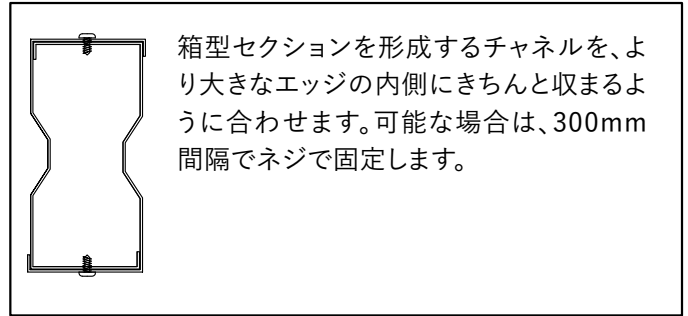 箱型セクションを形成するチャネルを、よ
り大きなエッジの内側にきちんと収まるよ
うに合わせます。可能な場合は、300mm
間隔でネジで固定します。